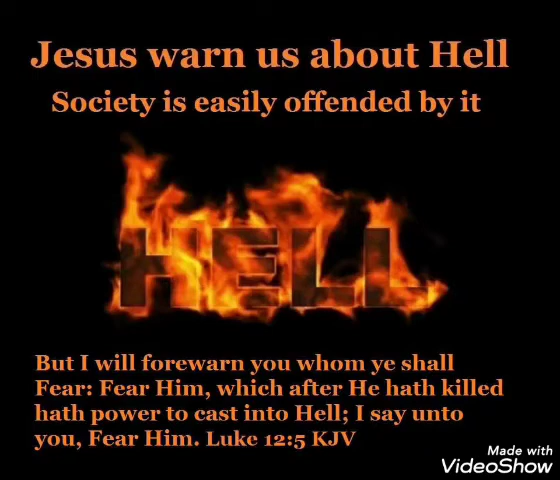 Jesus warn us about Hell
Society is easily offended by it
HELL
But I will forewarn you whom ye shall
Fear: Fear Him, which after He hath killed
hath power to cast into Hell; I say unto
you, Fear Him. Luke 12:5 KJV
Made with
VideoShow